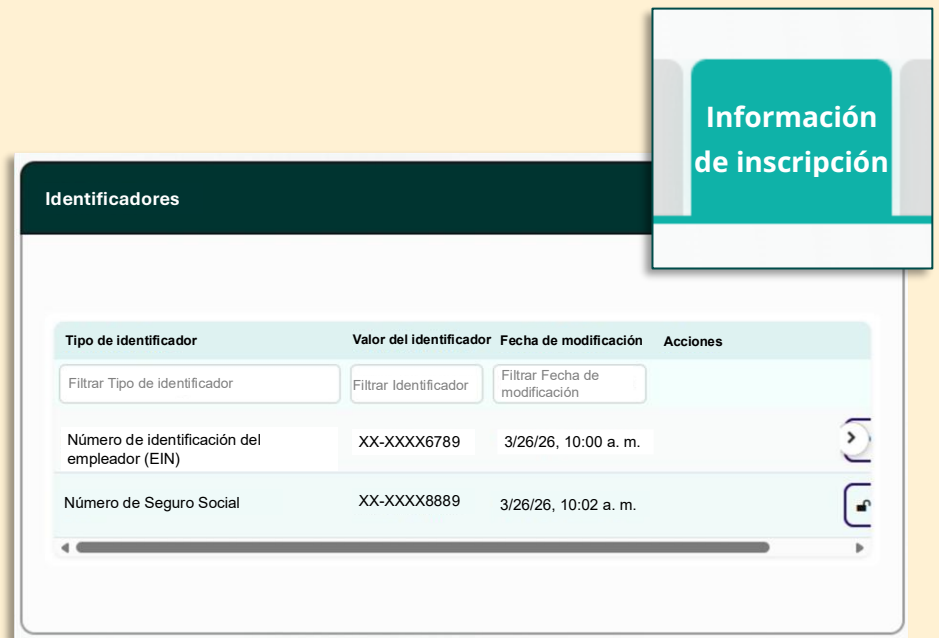 Información
de inscripción
Identificadores
Tipo de identificador Valor del identificador Fecha de modificación Acciones
Filtrar Tipo de identificador Filtrar Identificador Filtrar Fecha de
modificación
Número de identificación del
empleador (EIN) XX-XXXX6789 3/26/26, 10:00 a. m.
Número de Seguro Social XX-XXXX8889 3/26/26, 10:02 a. m.